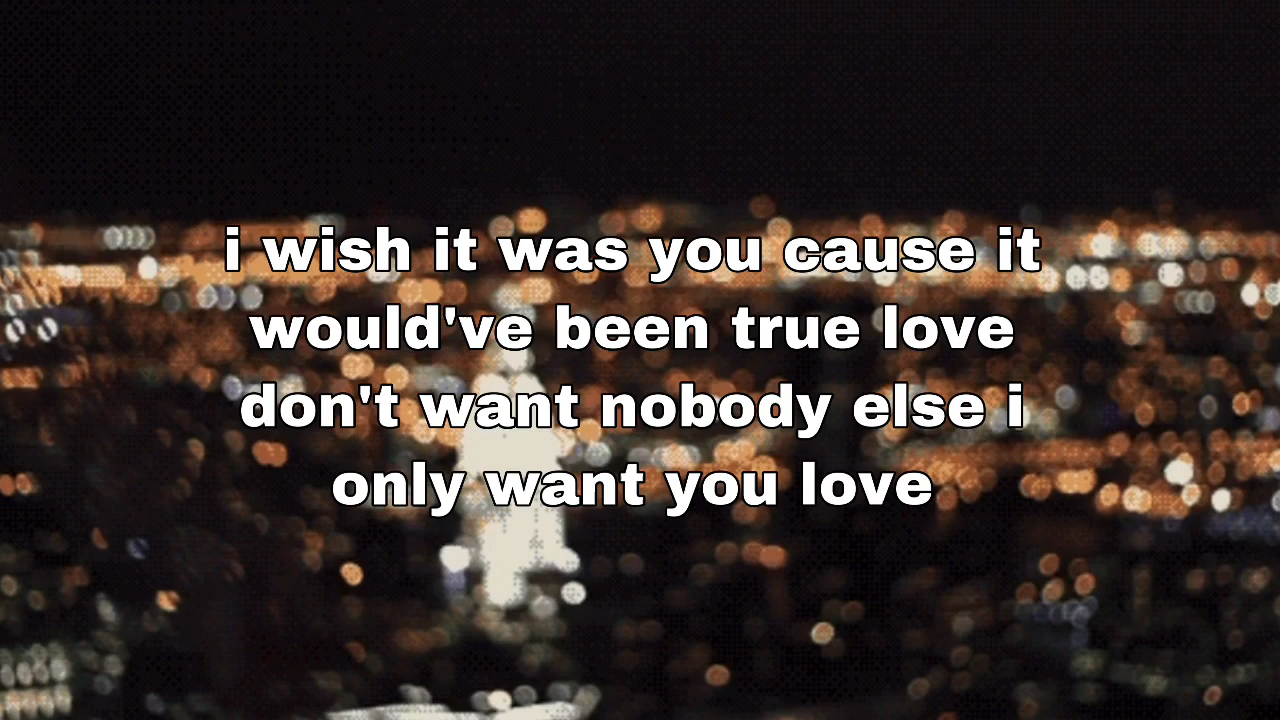 i wish it was you cause it
would've been true love
don't want nobody else i
only want you love